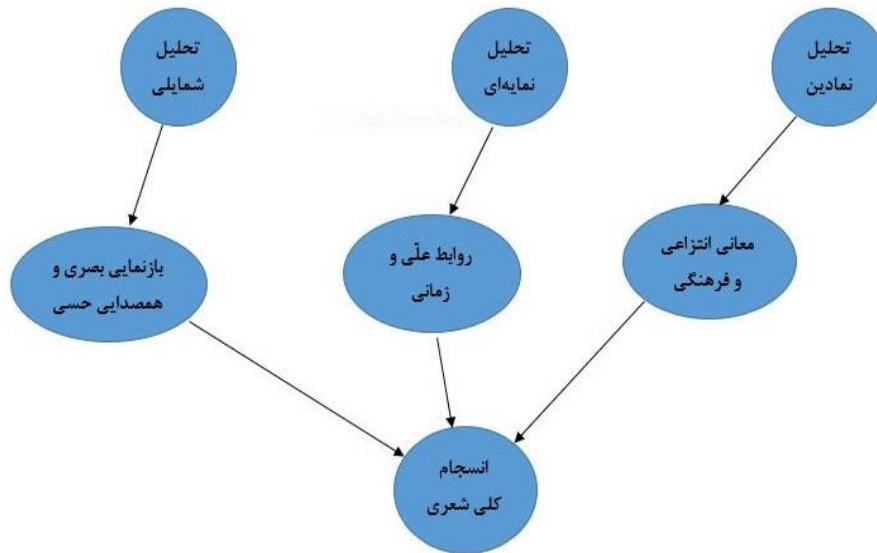 تحلیل
نمادین
تحلیل
نمایه‌ای
تحلیل
شمایلی
معانی انتزاعی
و فرهنگی
روابط علّی و
زمانی
بازنمایی بصری و
همصدایی حسی
انسجام
کلی شعری